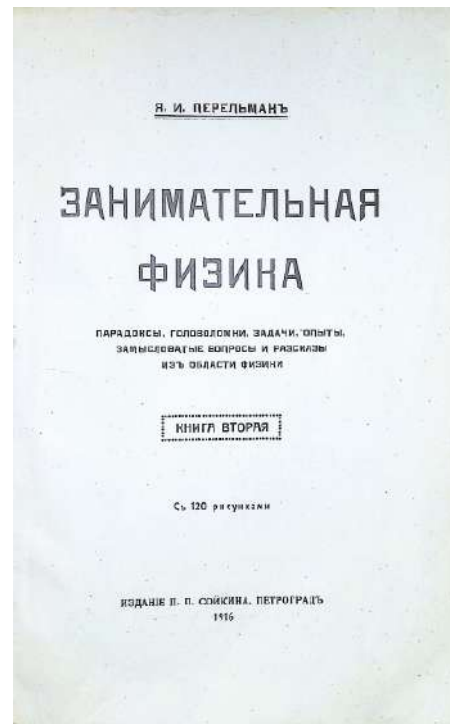 Я. И. ПЕРЕЛЬМАНЪ
ЗАНИМАТЕЛЬНАЯ
ФИЗИКА
ПАРАДОКСЫ, ГОЛОВОЛОМКИ, ЗАДАЧИ, ОПЫТЫ,
ЗАМЫСЛОВАТЫЕ ВОПРОСЫ И РАЗСКАЗЫ
ИЗЪ ОБЛАСТИ ФИЗИКИ
КНИГА ВТОРАЯ
Съ 120 рисунками
ИЗДАНІЕ П. П. СОЙКИНА. ПЕТРОГРАДЪ
1916